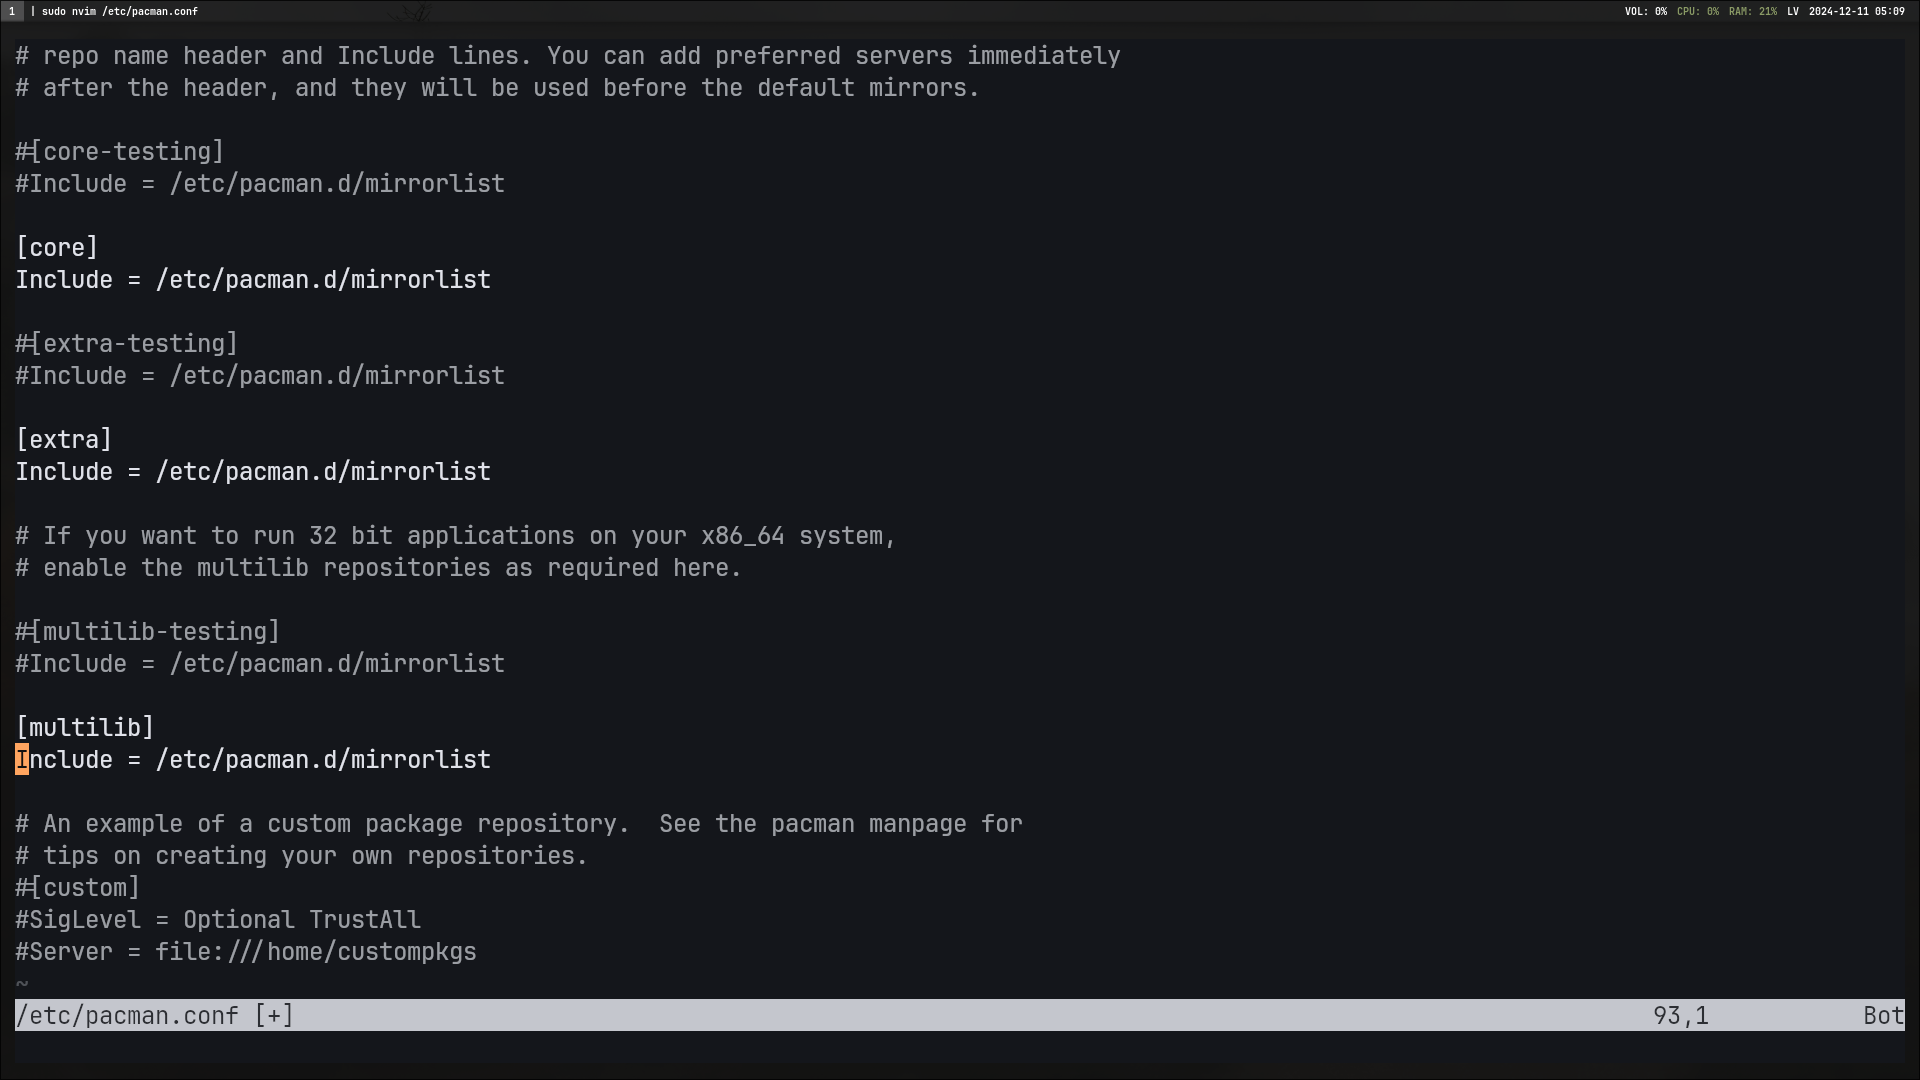 1 | sudo nvim /etc/pacman.conf VOL: 0% CPU: 0% RAM: 21% LV 2024-12-11 05:09
# repo name header and Include lines. You can add preferred servers immediately
# after the header, and they will be used before the default mirrors.
#[core-testing]
#Include = /etc/pacman.d/mirrorlist
[core]
Include = /etc/pacman.d/mirrorlist
#[extra-testing]
#Include = /etc/pacman.d/mirrorlist
[extra]
Include = /etc/pacman.d/mirrorlist
# If you want to run 32 bit applications on your x86_64 system,
# enable the multilib repositories as required here.
#[multilib-testing]
#Include = /etc/pacman.d/mirrorlist
[multilib]
Include = /etc/pacman.d/mirrorlist
# An example of a custom package repository.  See the pacman manpage for
# tips on creating your own repositories.
#[custom]
#SigLevel = Optional TrustAll
#Server = file:///home/custompkgs
~
/etc/pacman.conf [+] 93,1 Bot